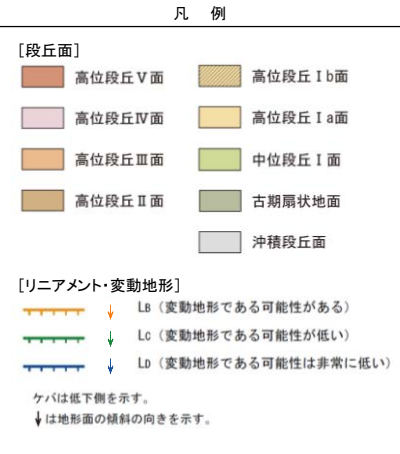 凡 例
[段丘面]
高位段丘Ⅴ面 高位段丘Ⅰb面
高位段丘Ⅳ面 高位段丘Ⅰa面
高位段丘Ⅲ面 中位段丘Ⅰ面
高位段丘Ⅱ面 古期扇状地面
沖積段丘面
[リニアメント・変動地形]
LB（変動地形である可能性がある）
LC（変動地形である可能性が低い）
LD（変動地形である可能性は非常に低い）
ケバは低下側を示す。
↓は地形面の傾斜の向きを示す。